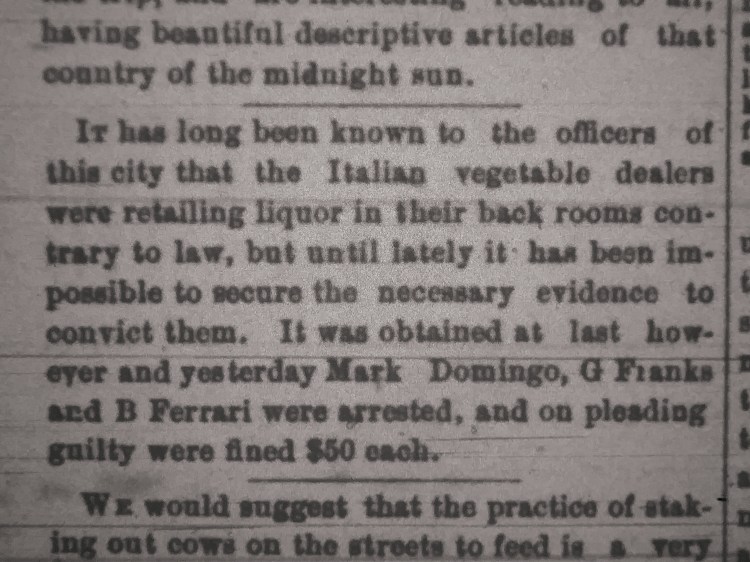 having beautiful descriptive articles of that
country of the midnight sun.
IT has long been known to the officers of
this city that the Italian vegetable dealers
were retailing liquor in their back rooms con-
trary to law, but until lately it has been im-
possible to secure the necessary evidence to
convict them. It was obtained at last how-
ever and yesterday Mark Domingo, G Franks
and B Ferrari were arrested, and on pleading
guilty were fined $50 each.
WE would suggest that the practice of stak-
ing out cows on the streets to feed is a very